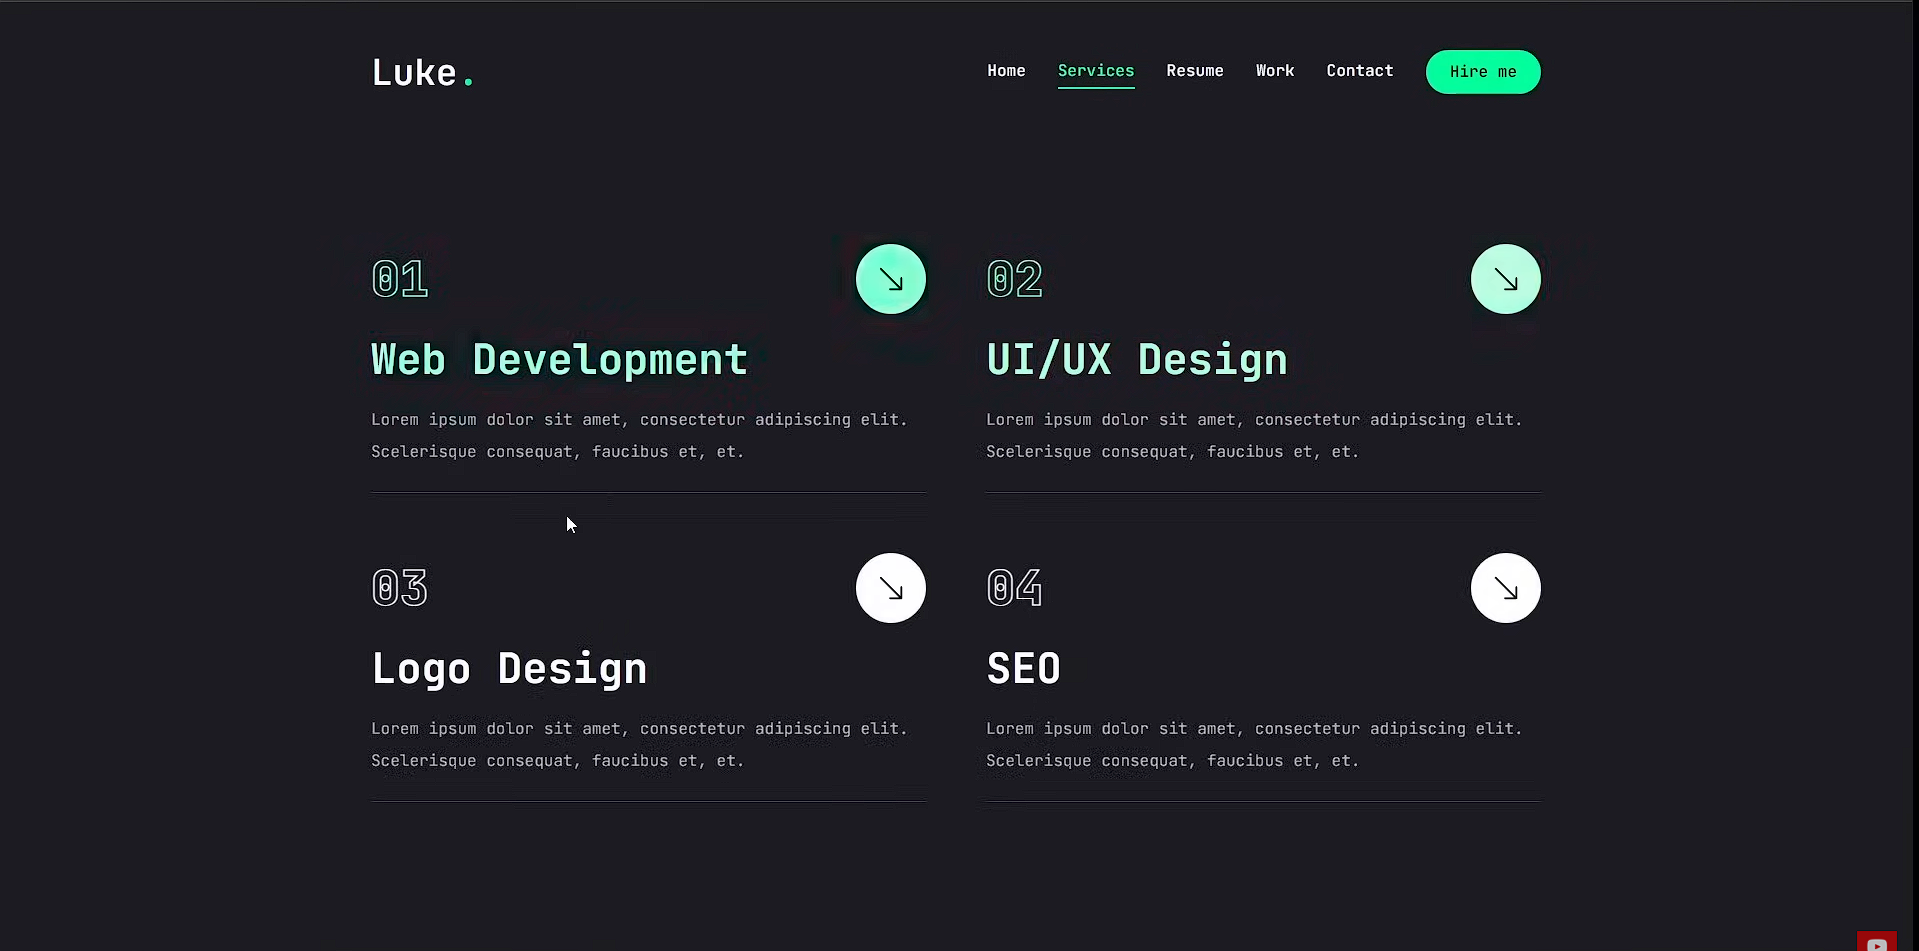 Luke.
Home Services Resume Work Contact Hire me
01
Web Development
Lorem ipsum dolor sit amet, consectetur adipiscing elit.
Scelerisque consequat, faucibus et, et.
02
UI/UX Design
Lorem ipsum dolor sit amet, consectetur adipiscing elit.
Scelerisque consequat, faucibus et, et.
03
Logo Design
Lorem ipsum dolor sit amet, consectetur adipiscing elit.
Scelerisque consequat, faucibus et, et.
04
SEO
Lorem ipsum dolor sit amet, consectetur adipiscing elit.
Scelerisque consequat, faucibus et, et.